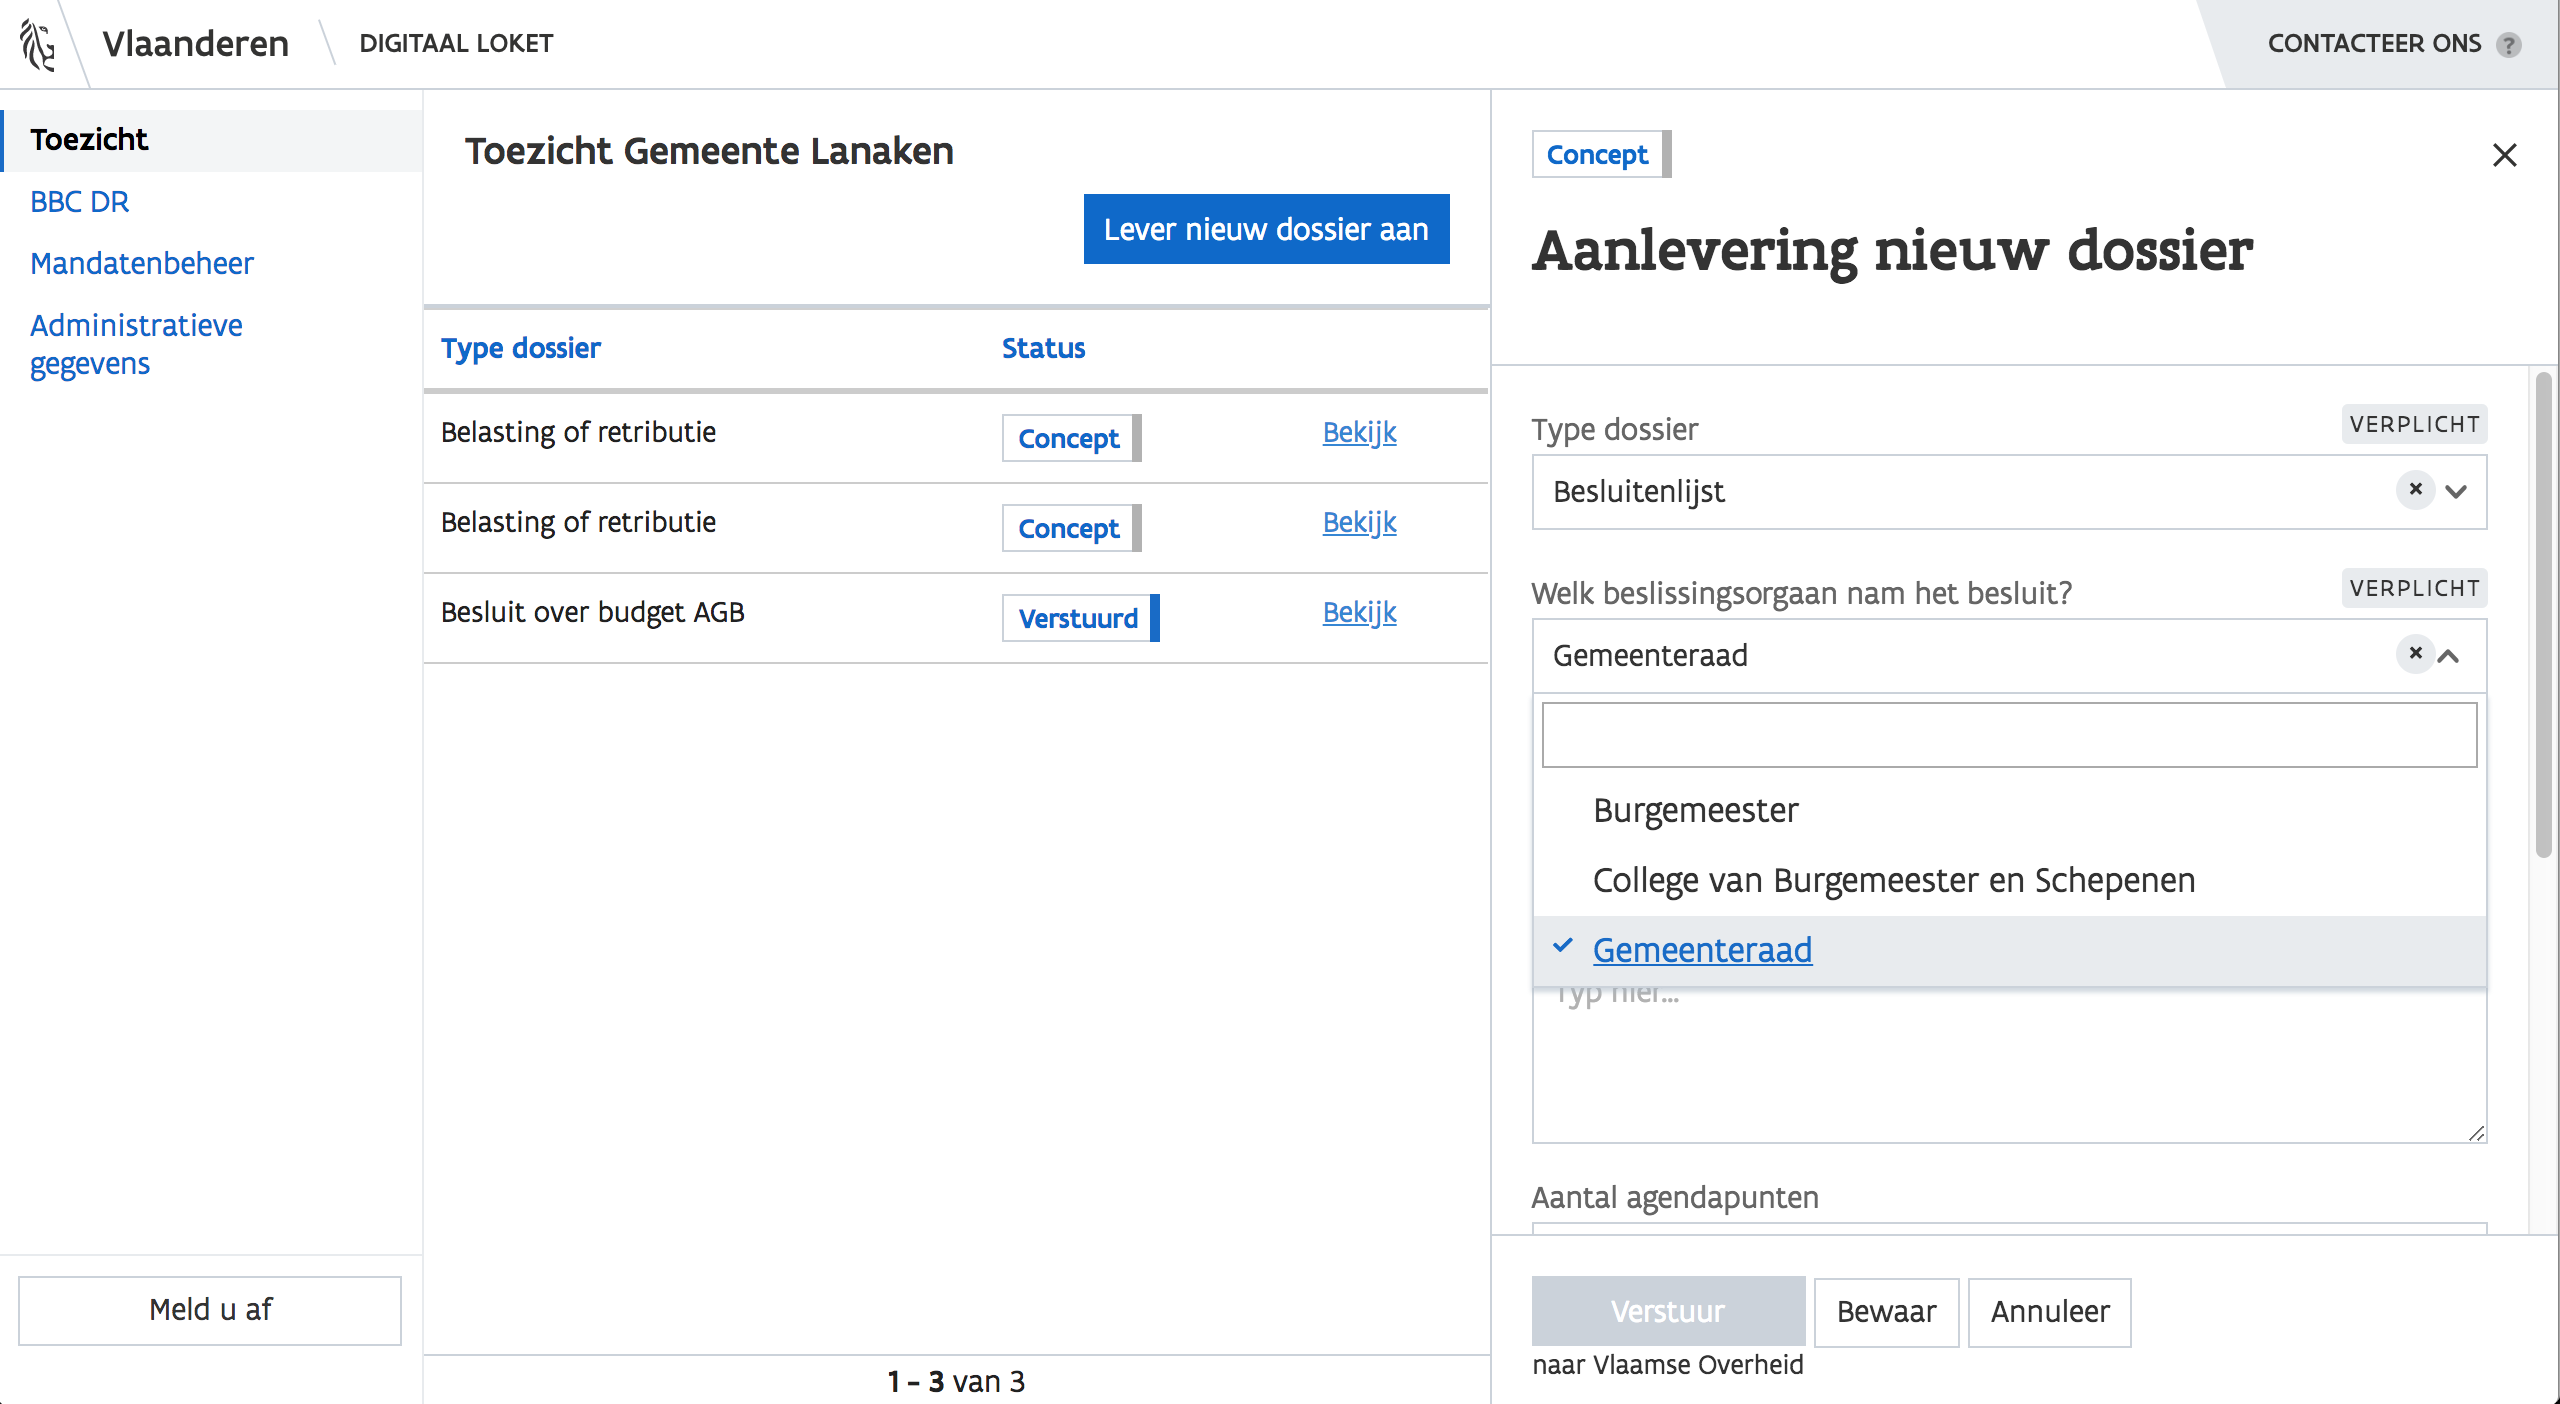 Vlaanderen
DIGITAAL LOKET
CONTACTEER ONS ?
Toezicht
BBC DR
Mandatenbeheer
Administratieve
gegevens
Meld u af
Toezicht Gemeente Lanaken
Lever nieuw dossier aan
Type dossier Status
Belasting of retributie Concept Bekijk
Belasting of retributie Concept Bekijk
Besluit over budget AGB Verstuurd Bekijk
1 - 3 van 3
Concept
Aanlevering nieuw dossier
Type dossier VERPLICHT
Besluitenlijst
Welk beslissingsorgaan nam het besluit? VERPLICHT
Gemeenteraad
Burgemeester
College van Burgemeester en Schepenen
Gemeenteraad
Typ hier...
Aantal agendapunten
Verstuur Bewaar Annuleer
naar Vlaamse Overheid